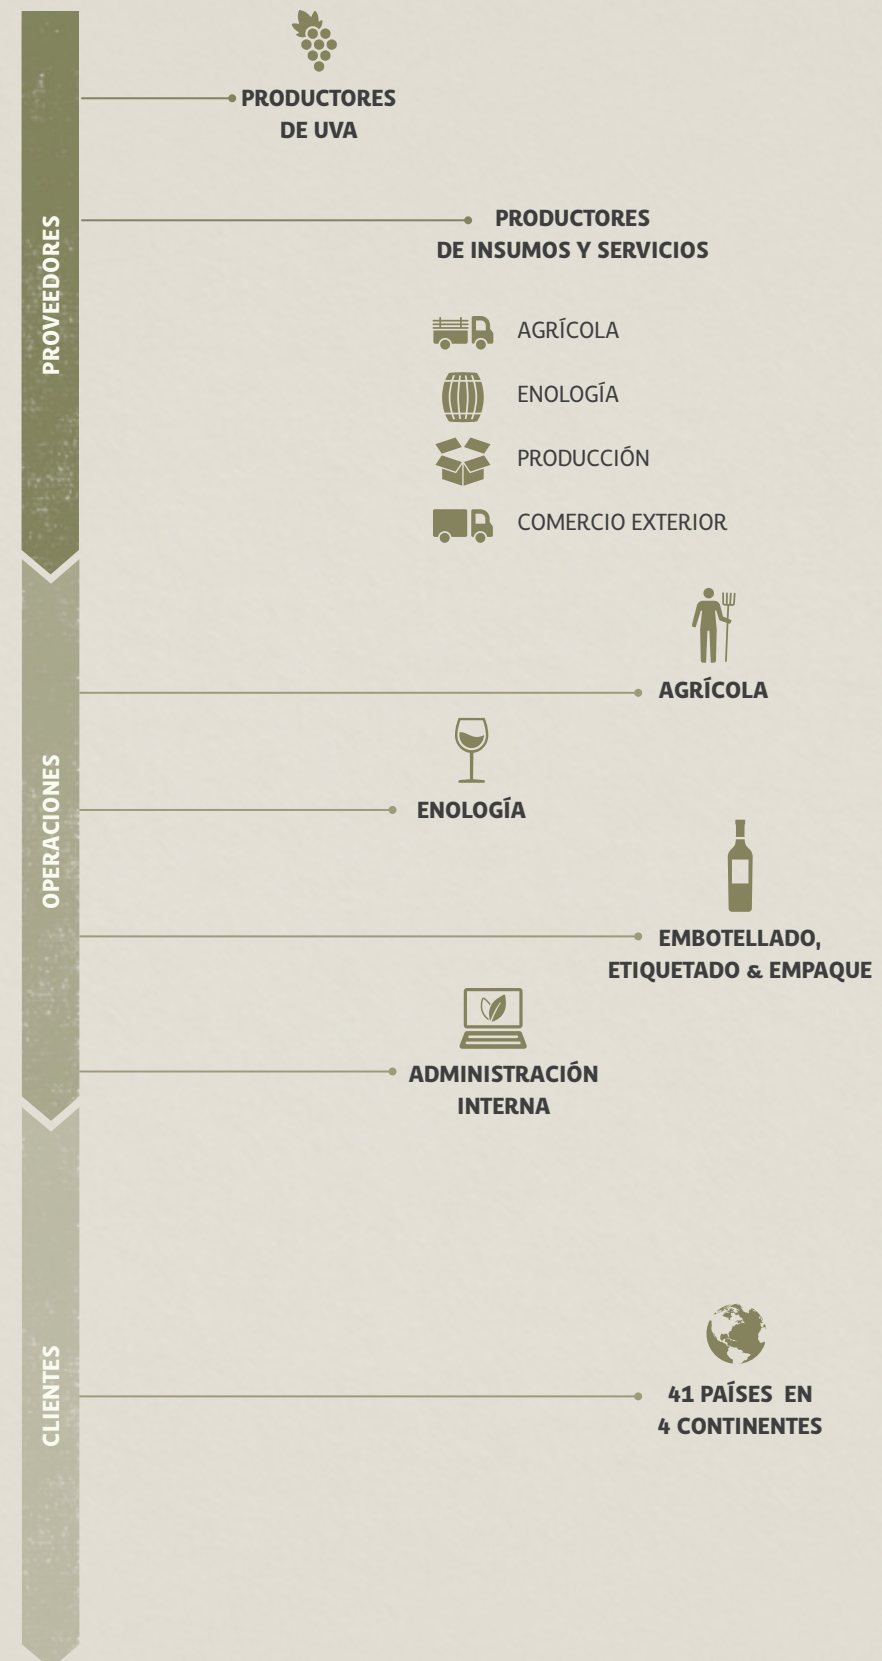 PROVEEDORES
PRODUCTORES
DE UVA
PRODUCTORES
DE INSUMOS Y SERVICIOS
AGRÍCOLA
ENOLOGÍA
PRODUCCIÓN
COMERCIO EXTERIOR
OPERACIONES
AGRÍCOLA
ENOLOGÍA
EMBOTELLADO,
ETIQUETADO & EMPAQUE
ADMINISTRACIÓN
INTERNA
CLIENTES
41 PAÍSES EN
4 CONTINENTES